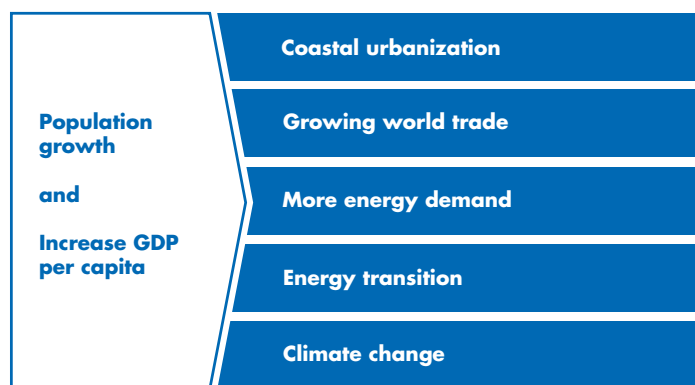 Population
growth
and
Increase GDP
per capita
Coastal urbanization
Growing world trade
More energy demand
Energy transition
Climate change